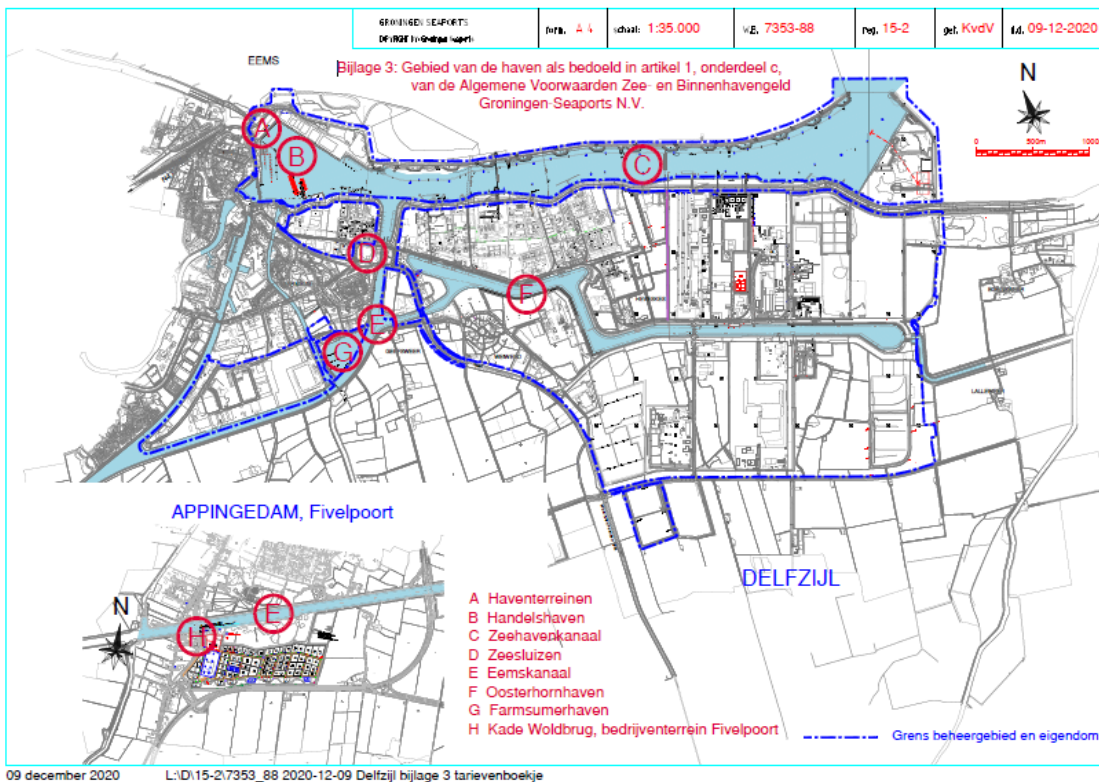 GRONINGEN SEAPORTS
form. A 4
schaal: 1:35.000
W.B. 7353-88
reg. 15-2
get. KvdV
d.d. 09-12-2020
EEMS
Bijlage 3: Gebied van de haven als bedoeld in artikel 1, onderdeel c,
van de Algemene Voorwaarden Zee- en Binnenhavengeld
Groningen Seaports N.V.
N
0 500m 1000
A
B
C
D
F
E
G
APPINGEDAM, Fivelpoort
DELFZIJL
N
E
H
A Haventerreinen
B Handelshaven
C Zeehavenkanaal
D Zeesluizen
E Eemskanaal
F Oosterhornhaven
G Farmsumerhaven
H Kade Woldbrug, bedrijventerrein Fivelpoort
Grens beheergebied en eigendom
09 december 2020 L:\D\15-2\7353_88 2020-12-09 Delfzijl bijlage 3 tarievenboekje